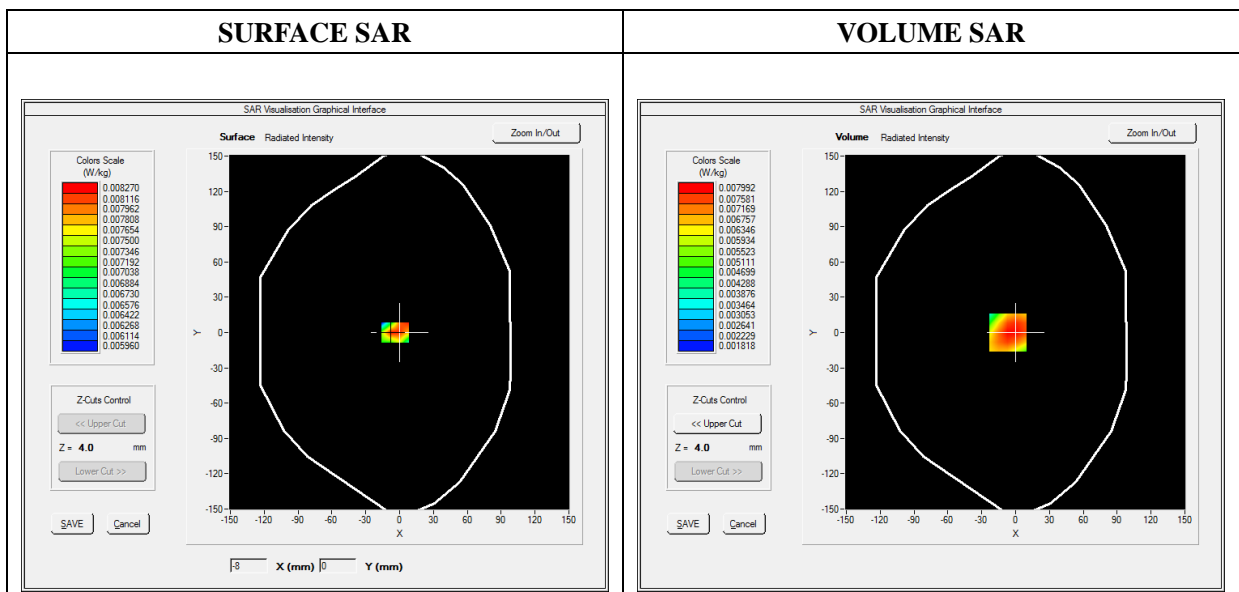 SURFACE SAR
VOLUME SAR
SAR Visualisation Graphical Interface
Surface Radiated Intensity
Zoom In/Out
Colors Scale
(W/kg)
0.008270
0.008116
0.007962
0.007808
0.007654
0.007500
0.007346
0.007192
0.007038
0.006884
0.006730
0.006576
0.006422
0.006268
0.006114
0.005960
150
120
90
60
30
0
-30
-60
-90
-120
-150
Y
-150 -120 -90 -60 -30 0 30 60 90 120 150
X
Z-Cuts Control
<< Upper Cut
Z = 4.0 mm
Lower Cut >>
SAVE Cancel
-8 X (mm) 0 Y (mm)
SAR Visualisation Graphical Interface
Volume Radiated Intensity
Zoom In/Out
Colors Scale
(W/kg)
0.007992
0.007581
0.007169
0.006757
0.006346
0.005934
0.005523
0.005111
0.004699
0.004288
0.003876
0.003464
0.003053
0.002641
0.002229
0.001818
150
120
90
60
30
0
-30
-60
-90
-120
-150
Y
-150 -120 -90 -60 -30 0 30 60 90 120 150
X
Z-Cuts Control
<< Upper Cut
Z = 4.0 mm
Lower Cut >>
SAVE Cancel